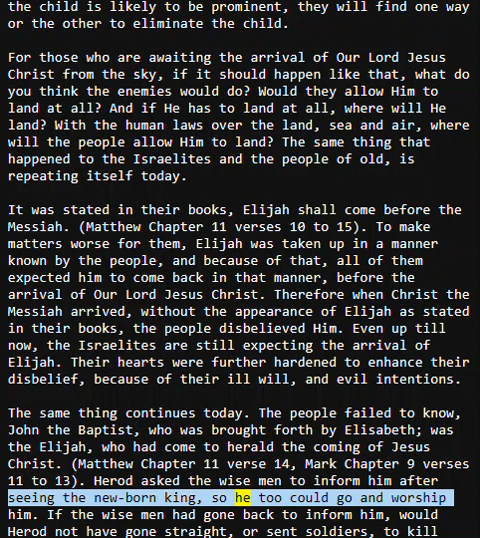 the child is likely to be prominent, they will find one way
or the other to eliminate the child.
For those who are awaiting the arrival of Our Lord Jesus
Christ from the sky, if it should happen like that, what do
you think the enemies would do? Would they allow Him to
land at all? And if He has to land at all, where will He
land? With the human laws over the land, sea and air, where
will the people allow Him to land? The same thing that
happened to the Israelites and the people of old, is
repeating itself today.
It was stated in their books, Elijah shall come before the
Messiah. (Matthew Chapter 11 verses 10 to 15). To make
matters worse for them, Elijah was taken up in a manner
known by the people, and because of that, all of them
expected him to come back in that manner, before the
arrival of Our Lord Jesus Christ. Therefore when Christ the
Messiah arrived, without the appearance of Elijah as stated
in their books, the people disbelieved Him. Even up till
now, the Israelites are still expecting the arrival of
Elijah. Their hearts were further hardened to enhance their
disbelief, because of their ill will, and evil intentions.
The same thing continues today. The people failed to know,
John the Baptist, who was brought forth by Elisabeth; was
the Elijah, who had come to herald the coming of Jesus
Christ. (Matthew Chapter 11 verse 14, Mark Chapter 9 verses
11 to 13). Herod asked the wise men to inform him after
seeing the new-born king, so he too could go and worship
him. If the wise men had gone back to inform him, would
Herod not have gone straight, or sent soldiers, to kill